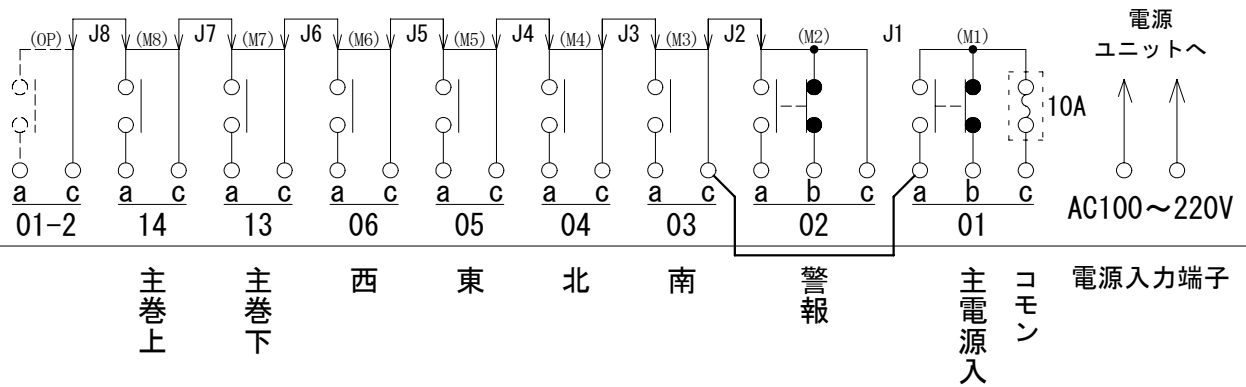 (OP) J8 (M8) J7 (M7) J6 (M6) J5 (M5) J4 (M4) J3 (M3) J2 (M2) J1 (M1) 電源
ユニットへ
10A
a c a c a c a c a c a c a c a b c a b c
01-2 14 13 06 05 04 03 02 01 AC100～220V
主巻上
主巻下
西
東
北
南
警報
主電源入
コモン
電源入力端子